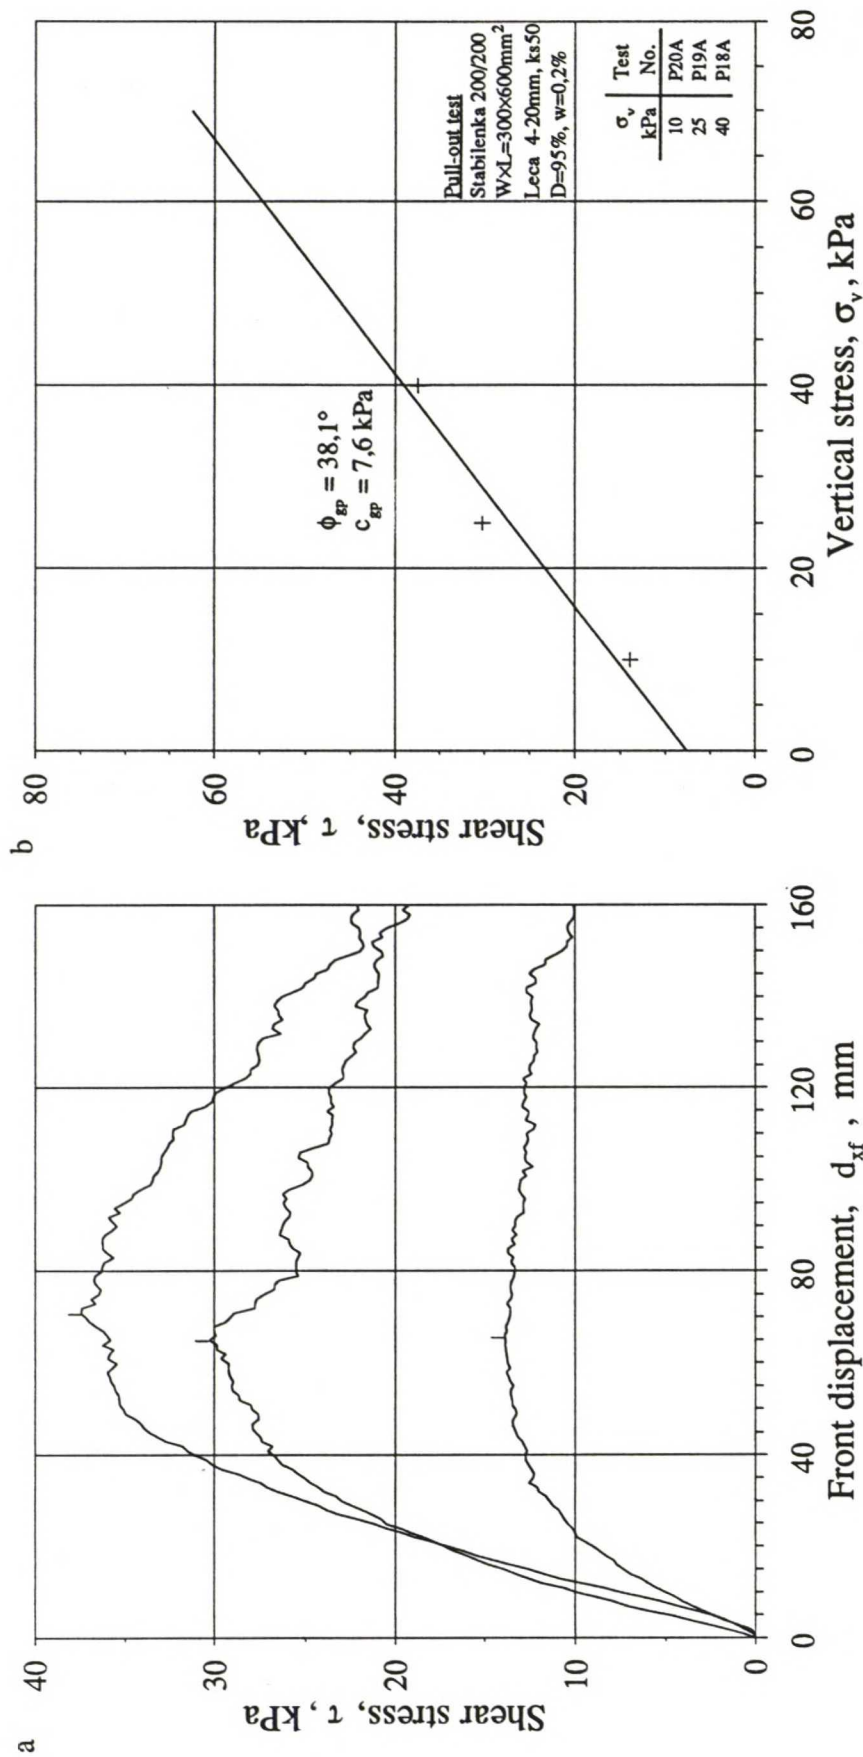 a
Shear stress, τ, kPa
40
30
20
10
0
0
40
80
120
160
Front displacement, d_xf, mm
b
Shear stress, τ, kPa
80
60
40
20
0
0
20
40
60
80
Vertical stress, σ_v, kPa
ϕ_gp = 38,1°
c_gp = 7,6 kPa
Pull-out test
Stabilenka 200/200
WxL=300x600mm²
Leca 4-20mm, ks50
D=95%, w=0,2%
σ_v Test
kPa No.
10 P20A
25 P19A
40 P18A